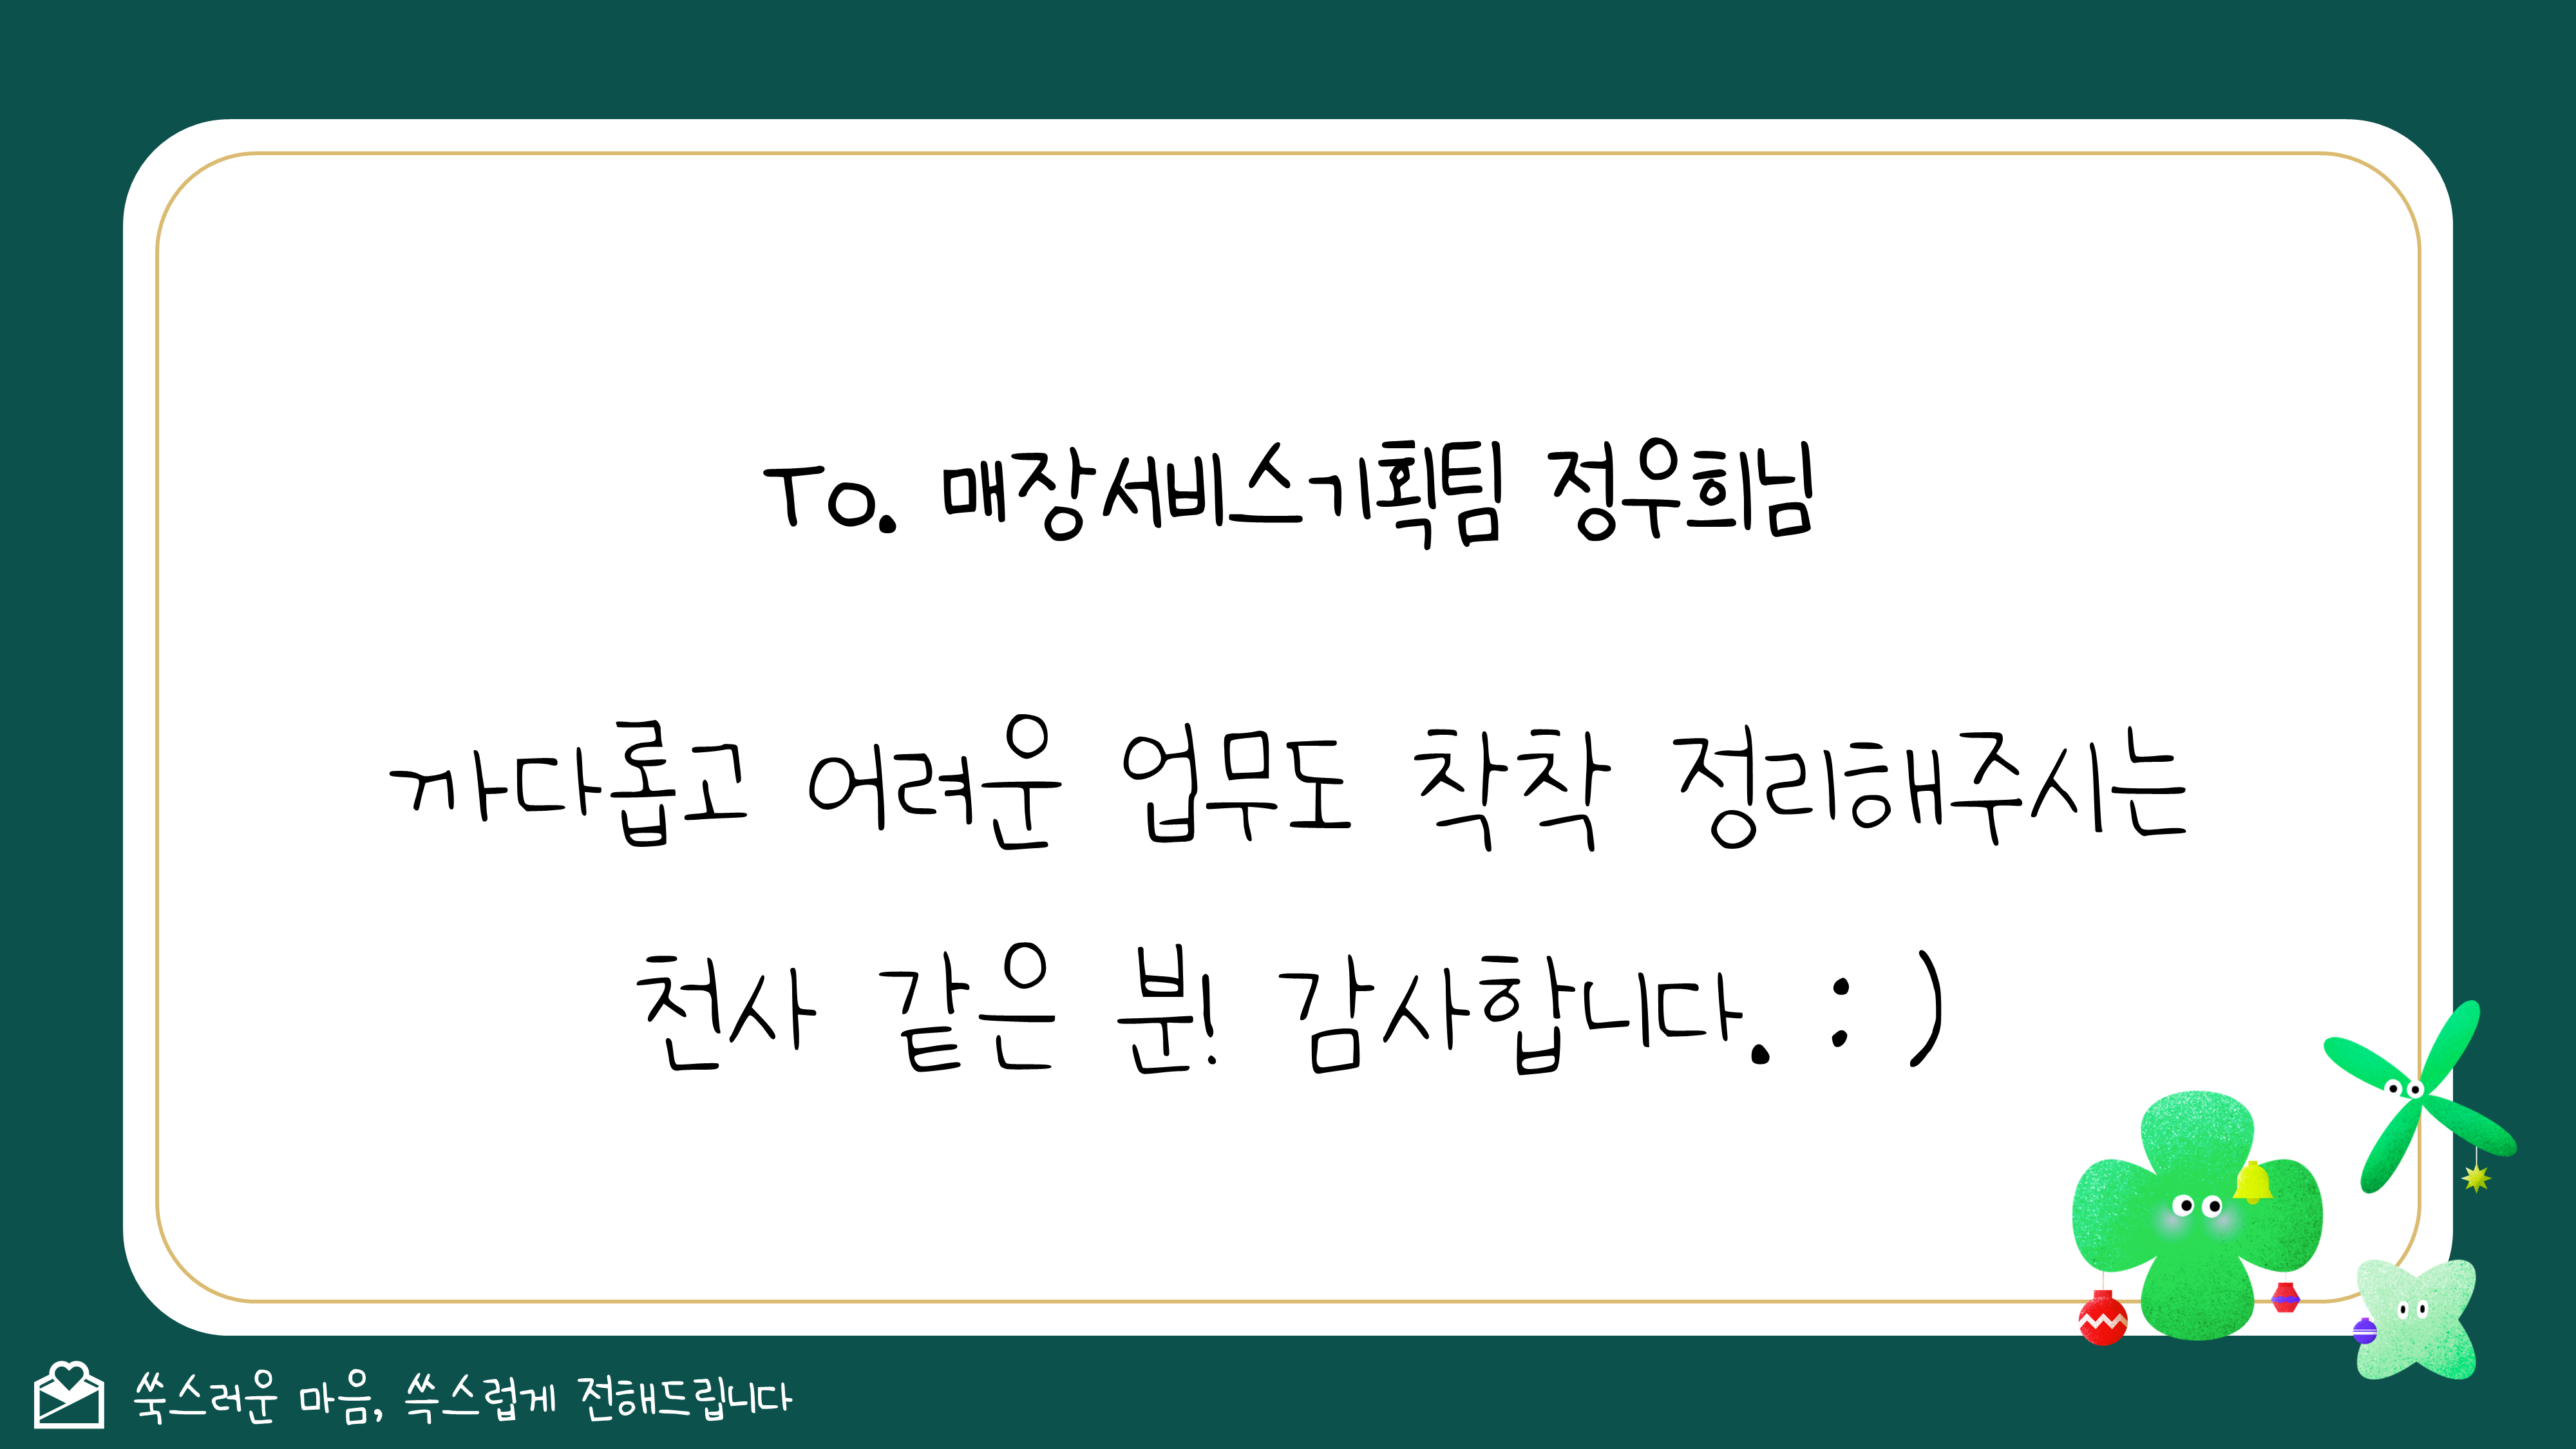 To. 매장서비스기획팀 정우희님
까다롭고 어려운 업무도 착착 정리해주시는
천사 같은 분! 감사합니다. : )
쑥스러운 마음, 쓱스럽게 전해드립니다